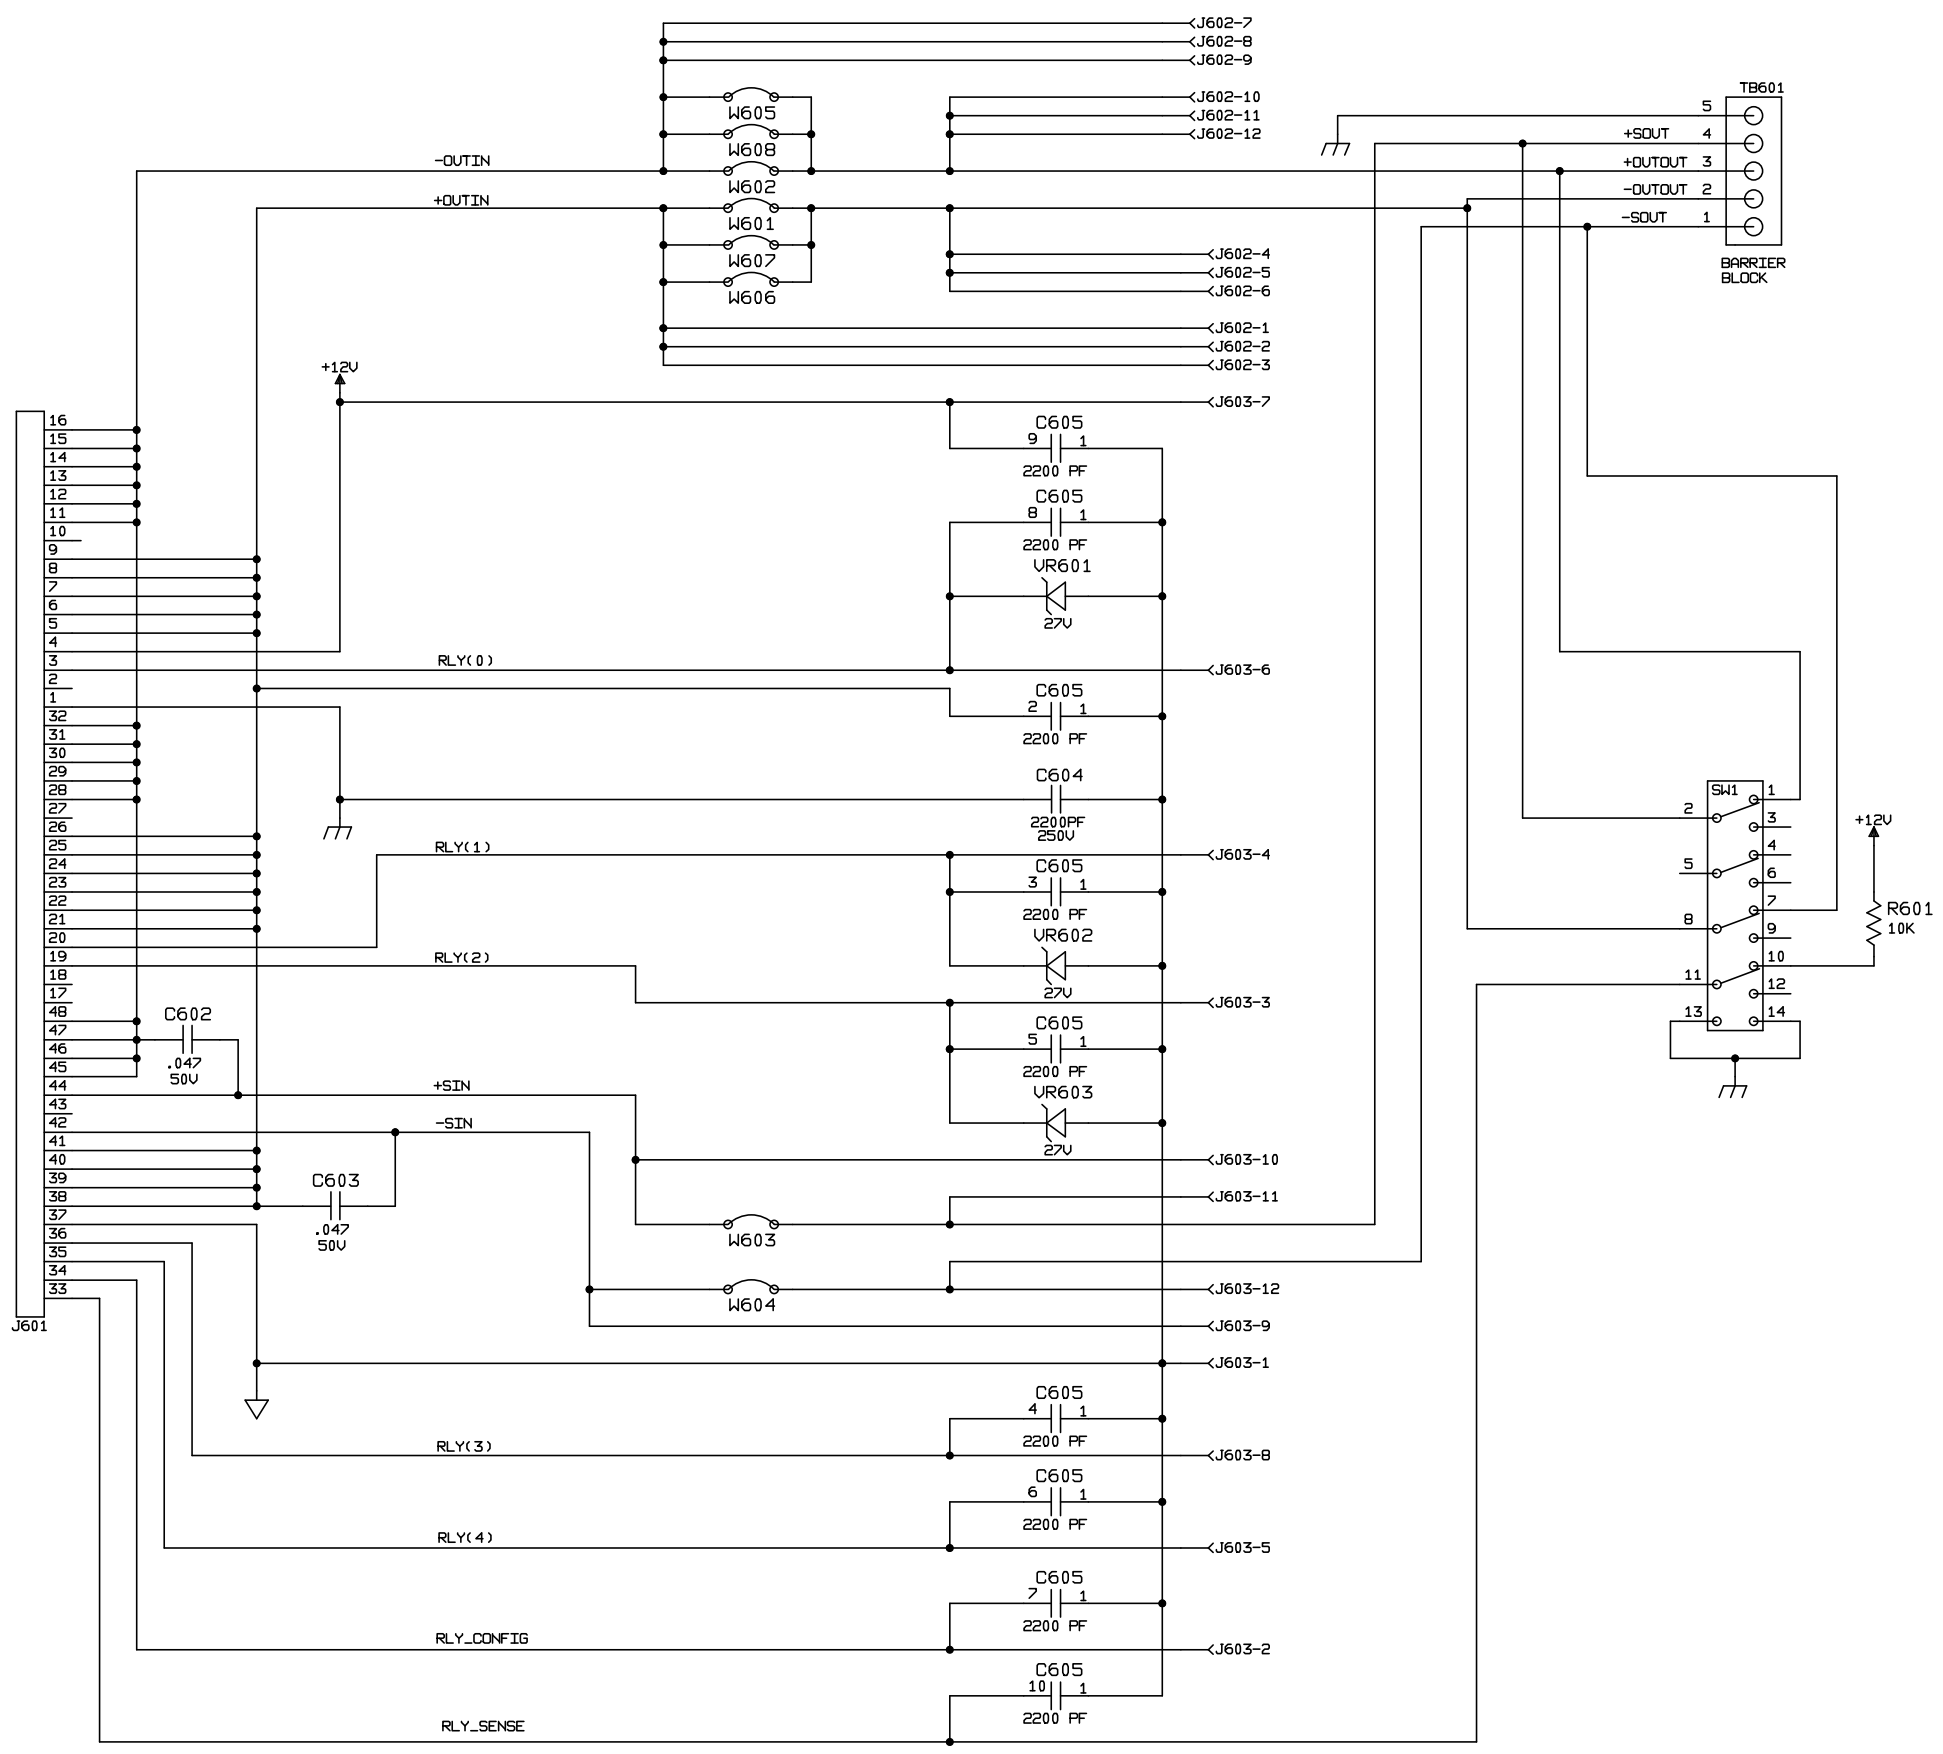 J602-7
J602-8
J602-9
W605
J602-10
J602-11
W608
J602-12
-OUTIN
W602
+OUTIN
W601
W607
J602-4
J602-5
W606
J602-6
J602-1
J602-2
J602-3
TB601
5
+SOUT 4
+OUTOUT 3
-OUTOUT 2
-SOUT 1
BARRIER
BLOCK
+12V
J603-7
C605
9 1
2200 PF
C605
8 1
2200 PF
VR601
27V
RLY(0)
J603-6
C605
2 1
2200 PF
C604
2200PF
250V
RLY(1)
J603-4
C605
3 1
2200 PF
VR602
27V
RLY(2)
J603-3
C605
5 1
2200 PF
VR603
27V
16
15
14
13
12
11
10
9
8
7
6
5
4
3
2
1
32
31
30
29
28
27
26
25
24
23
22
21
20
19
18
17
48
47
46
45
44
43
42
41
40
39
38
37
36
35
34
33
J601
C602
.047
50V
+SIN
-SIN
C603
.047
50V
J603-10
J603-11
W603
J603-12
W604
J603-9
J603-1
C605
4 1
2200 PF
RLY(3)
J603-8
C605
6 1
2200 PF
RLY(4)
J603-5
C605
7 1
2200 PF
RLY_CONFIG
J603-2
C605
10 1
2200 PF
RLY_SENSE
SW1
1
2
3
4
5
6
7
8
9
10
11
12
13
14
+12V
R601
10K